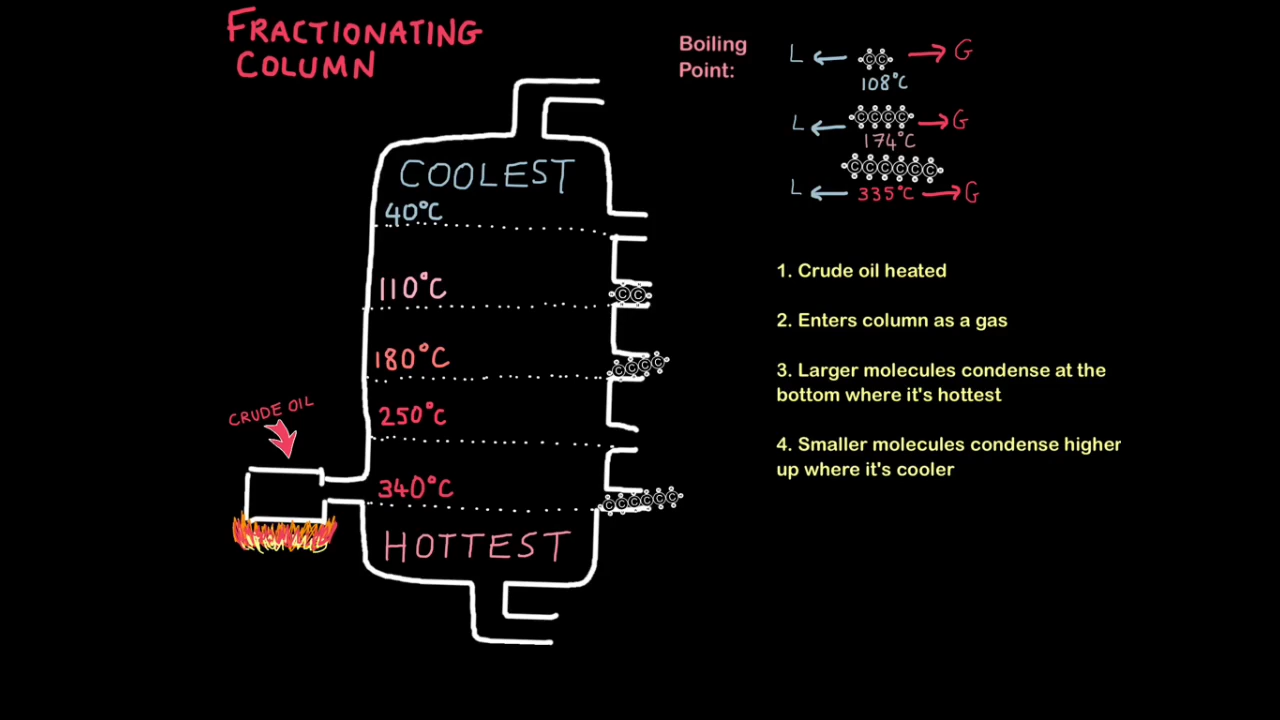 FRACTIONATING
COLUMN
Boiling
Point:
L G
108°C
L G
174°C
L G
335°C
COOLEST
40°C
110°C
180°C
250°C
340°C
HOTTEST
CRUDE OIL
1. Crude oil heated
2. Enters column as a gas
3. Larger molecules condense at the
bottom where it's hottest
4. Smaller molecules condense higher
up where it's cooler